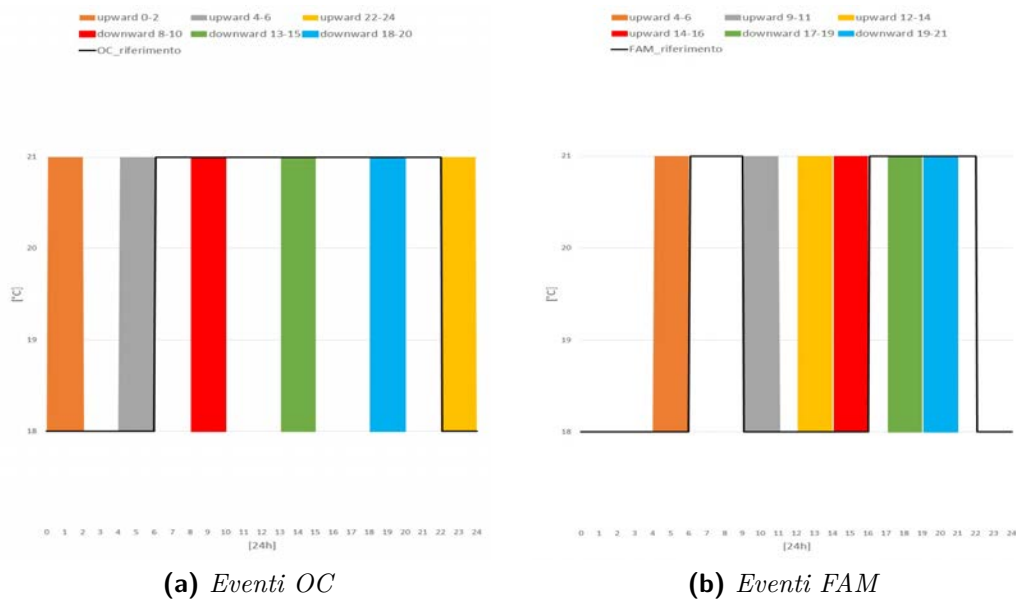 upward 0-2 upward 4-6 upward 22-24
downward 8-10 downward 13-15 downward 18-20
OC_riferimento
21
20
[°C]
19
18
0 1 2 3 4 5 6 7 8 9 10 11 12 13 14 15 16 17 18 19 20 21 22 23 24
[24h]
(a) Eventi OC
upward 4-6 upward 9-11 upward 12-14
upward 14-16 downward 17-19 downward 19-21
FAM_riferimento
21
20
[°C]
19
18
0 1 2 3 4 5 6 7 8 9 10 11 12 13 14 15 16 17 18 19 20 21 22 23 24
[24h]
(b) Eventi FAM